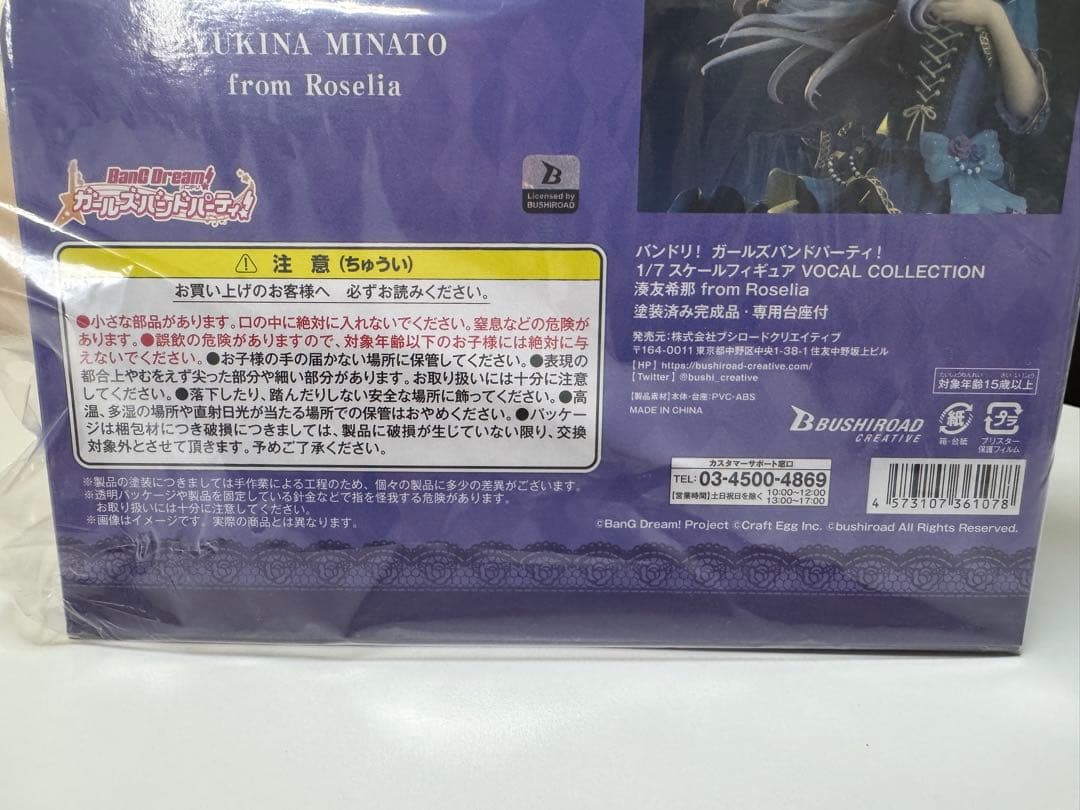 YUKINA MINATO
from Roselia
BanG Dream!
ガールズバンドパーティ!
B
Licensed by
BUSHIROAD
注意(ちゅうい)
お買い上げのお客様へ 必ずお読みください。
●小さな部品があります。口の中に絶対に入れないでください。窒息などの危険が
あります。●誤飲の危険がありますので、対象年齢以下のお子様には絶対に与
えないでください。●お子様の手の届かない場所に保管してください。●表現の
都合上やむをえず尖った部分や細い部分があります。お取り扱いには十分に注意
してください。●落下したり、踏んだりしない安全な場所に飾ってください。●高
温、多湿の場所や直射日光が当たる場所での保管はおやめください。●パッケー
ジは梱包材につき破損につきましては、製品に破損が生じていない限り、交換
対象外とさせて頂きます。予めご了承ください。
※製品の塗装につきましては手作業による工程のため、個々の製品に多少の差異がございます。
※透明パッケージや製品を固定している針金などで指を怪我する危険があります。
お取り扱いには十分に注意してください。
※画像はイメージです。実際の商品とは異なります。
バンドリ! ガールズバンドパーティ!
1/7 スケールフィギュア VOCAL COLLECTION
湊友希那 from Roselia
塗装済み完成品・専用台座付
発売元:株式会社ブシロードクリエイティブ
〒164-0011 東京都中野区中央1-38-1 住友中野坂上ビル
【HP】https://bushiroad-creative.com/
【Twitter】@bushi_creative
【製品素材】本体・台座:PVC・ABS
MADE IN CHINA
たいしょうねんれい さい いじょう
対象年齢15歳以上
BUSHIROAD
CREATIVE
紙
箱・台紙
プラ
ブリスター
保護フィルム
カスタマーサポート窓口
TEL:03-4500-4869
【営業時間】土日祝日を除く 10:00〜12:00
13:00〜17:00
4 573107 361078
©BanG Dream! Project ©Craft Egg Inc. ©bushiroad All Rights Reserved.